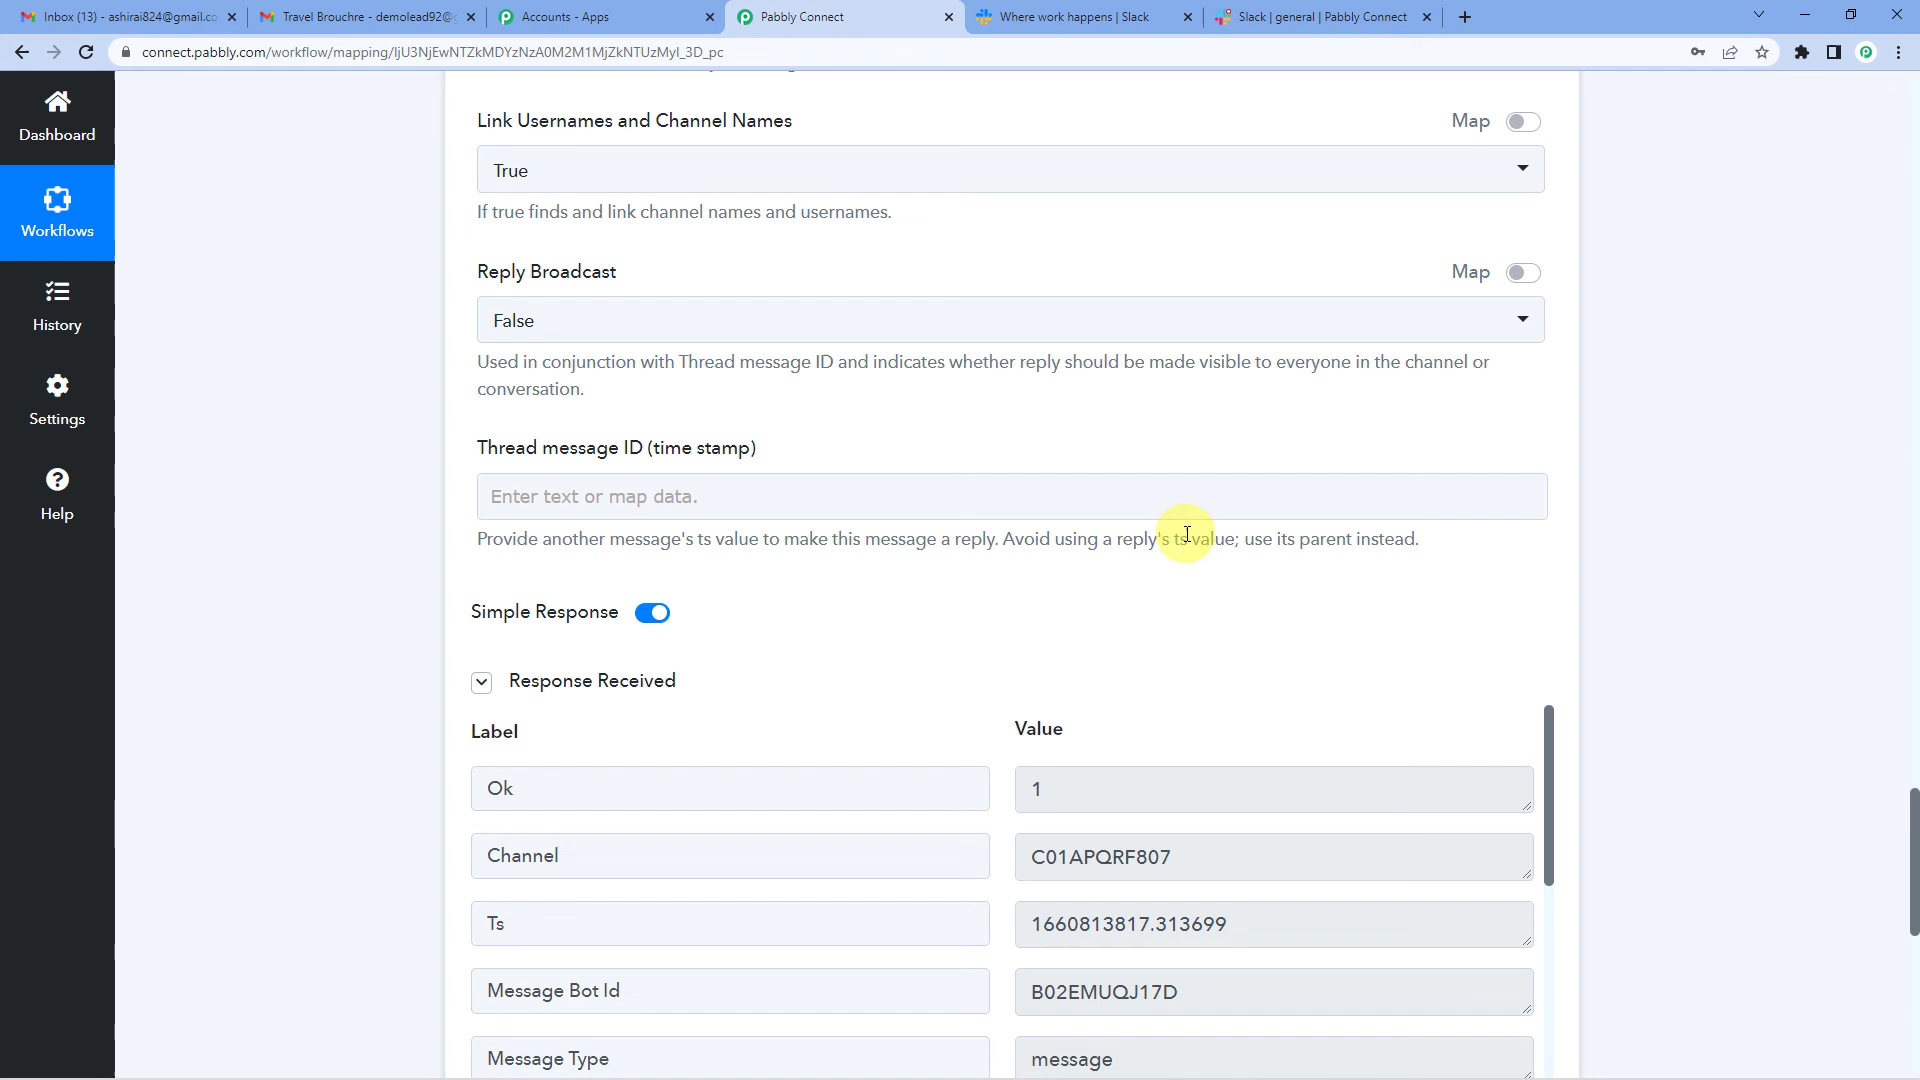 Inbox (13) - ashirai824@gmail.co
Travel Brouchre - demolead92@g
Accounts - Apps
Pabbly Connect
Where work happens | Slack
Slack | general | Pabbly Connect
connect.pabbly.com/workflow/mapping/IjU3NjEwNTZkMDYzNzA0M2M1MjZkNTUzMyI_3D_pc
Dashboard
Workflows
History
Settings
Help
Link Usernames and Channel Names
Map
True
If true finds and link channel names and usernames.
Reply Broadcast
Map
False
Used in conjunction with Thread message ID and indicates whether reply should be made visible to everyone in the channel or
conversation.
Thread message ID (time stamp)
Enter text or map data.
Provide another message's ts value to make this message a reply. Avoid using a reply's ts value; use its parent instead.
Simple Response
Response Received
Label
Value
Ok
1
Channel
C01APQRF807
Ts
1660813817.313699
Message Bot Id
B02EMUQJ17D
Message Type
message